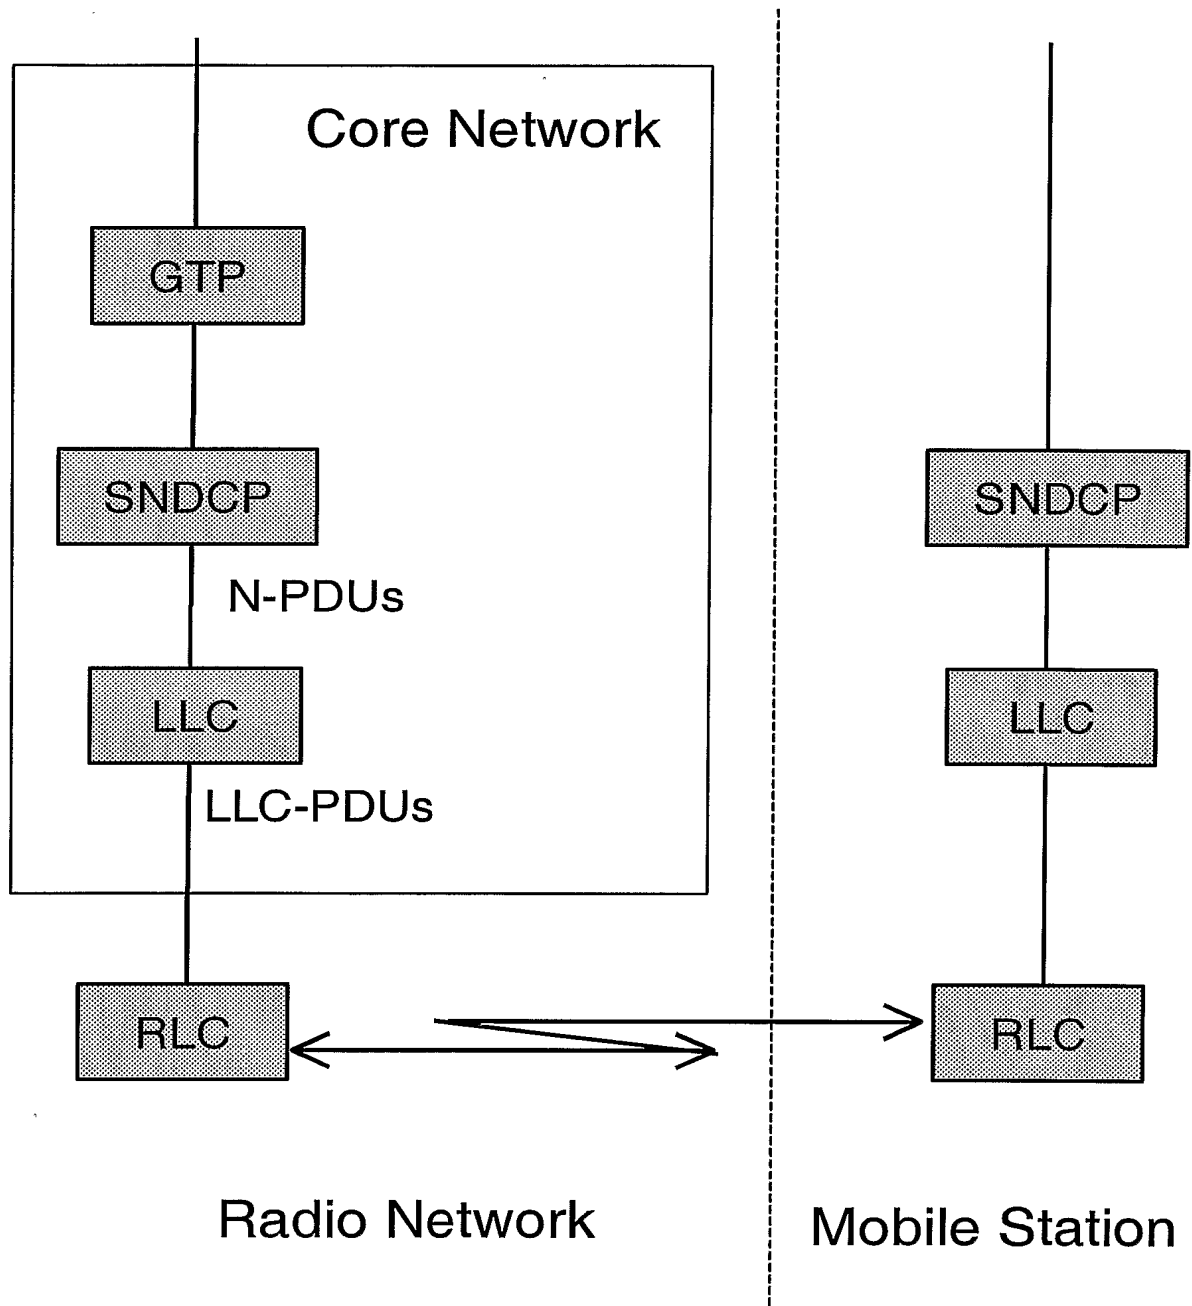 Core Network
GTP
SNDCP
N-PDUs
LLC
LLC-PDUs
RLC
Radio Network
SNDCP
LLC
RLC
Mobile Station